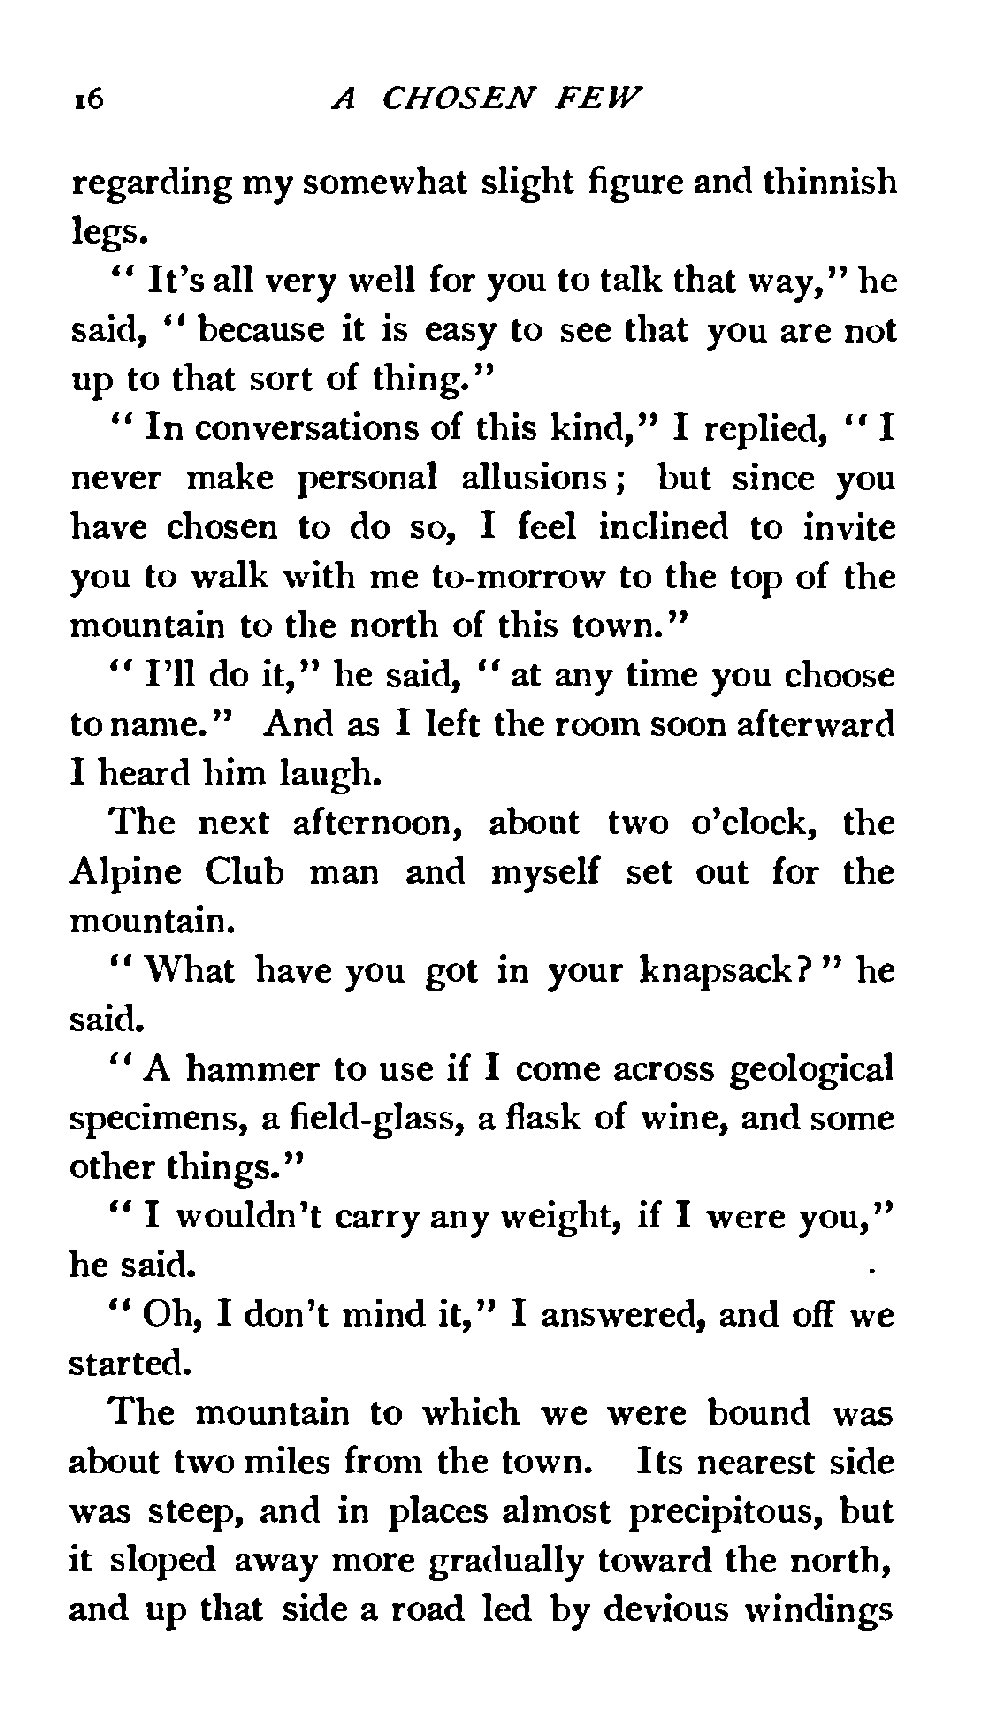 16 A CHOSEN FEW
regarding my somewhat slight figure and thinnish
legs.
" It's all very well for you to talk that way," he
said, " because it is easy to see that you are not
up to that sort of thing."
" In conversations of this kind," I replied, " I
never make personal allusions ; but since you
have chosen to do so, I feel inclined to invite
you to walk with me to-morrow to the top of the
mountain to the north of this town."
" I'll do it," he said, " at any time you choose
to name." And as I left the room soon afterward
I heard him laugh.
The next afternoon, about two o'clock, the
Alpine Club man and myself set out for the
mountain.
" What have you got in your knapsack? " he
said.
" A hammer to use if I come across geological
specimens, a field-glass, a flask of wine, and some
other things."
" I wouldn't carry any weight, if I were you,"
he said.
" Oh, I don't mind it," I answered, and off we
started.
The mountain to which we were bound was
about two miles from the town. Its nearest side
was steep, and in places almost precipitous, but
it sloped away more gradually toward the north,
and up that side a road led by devious windings